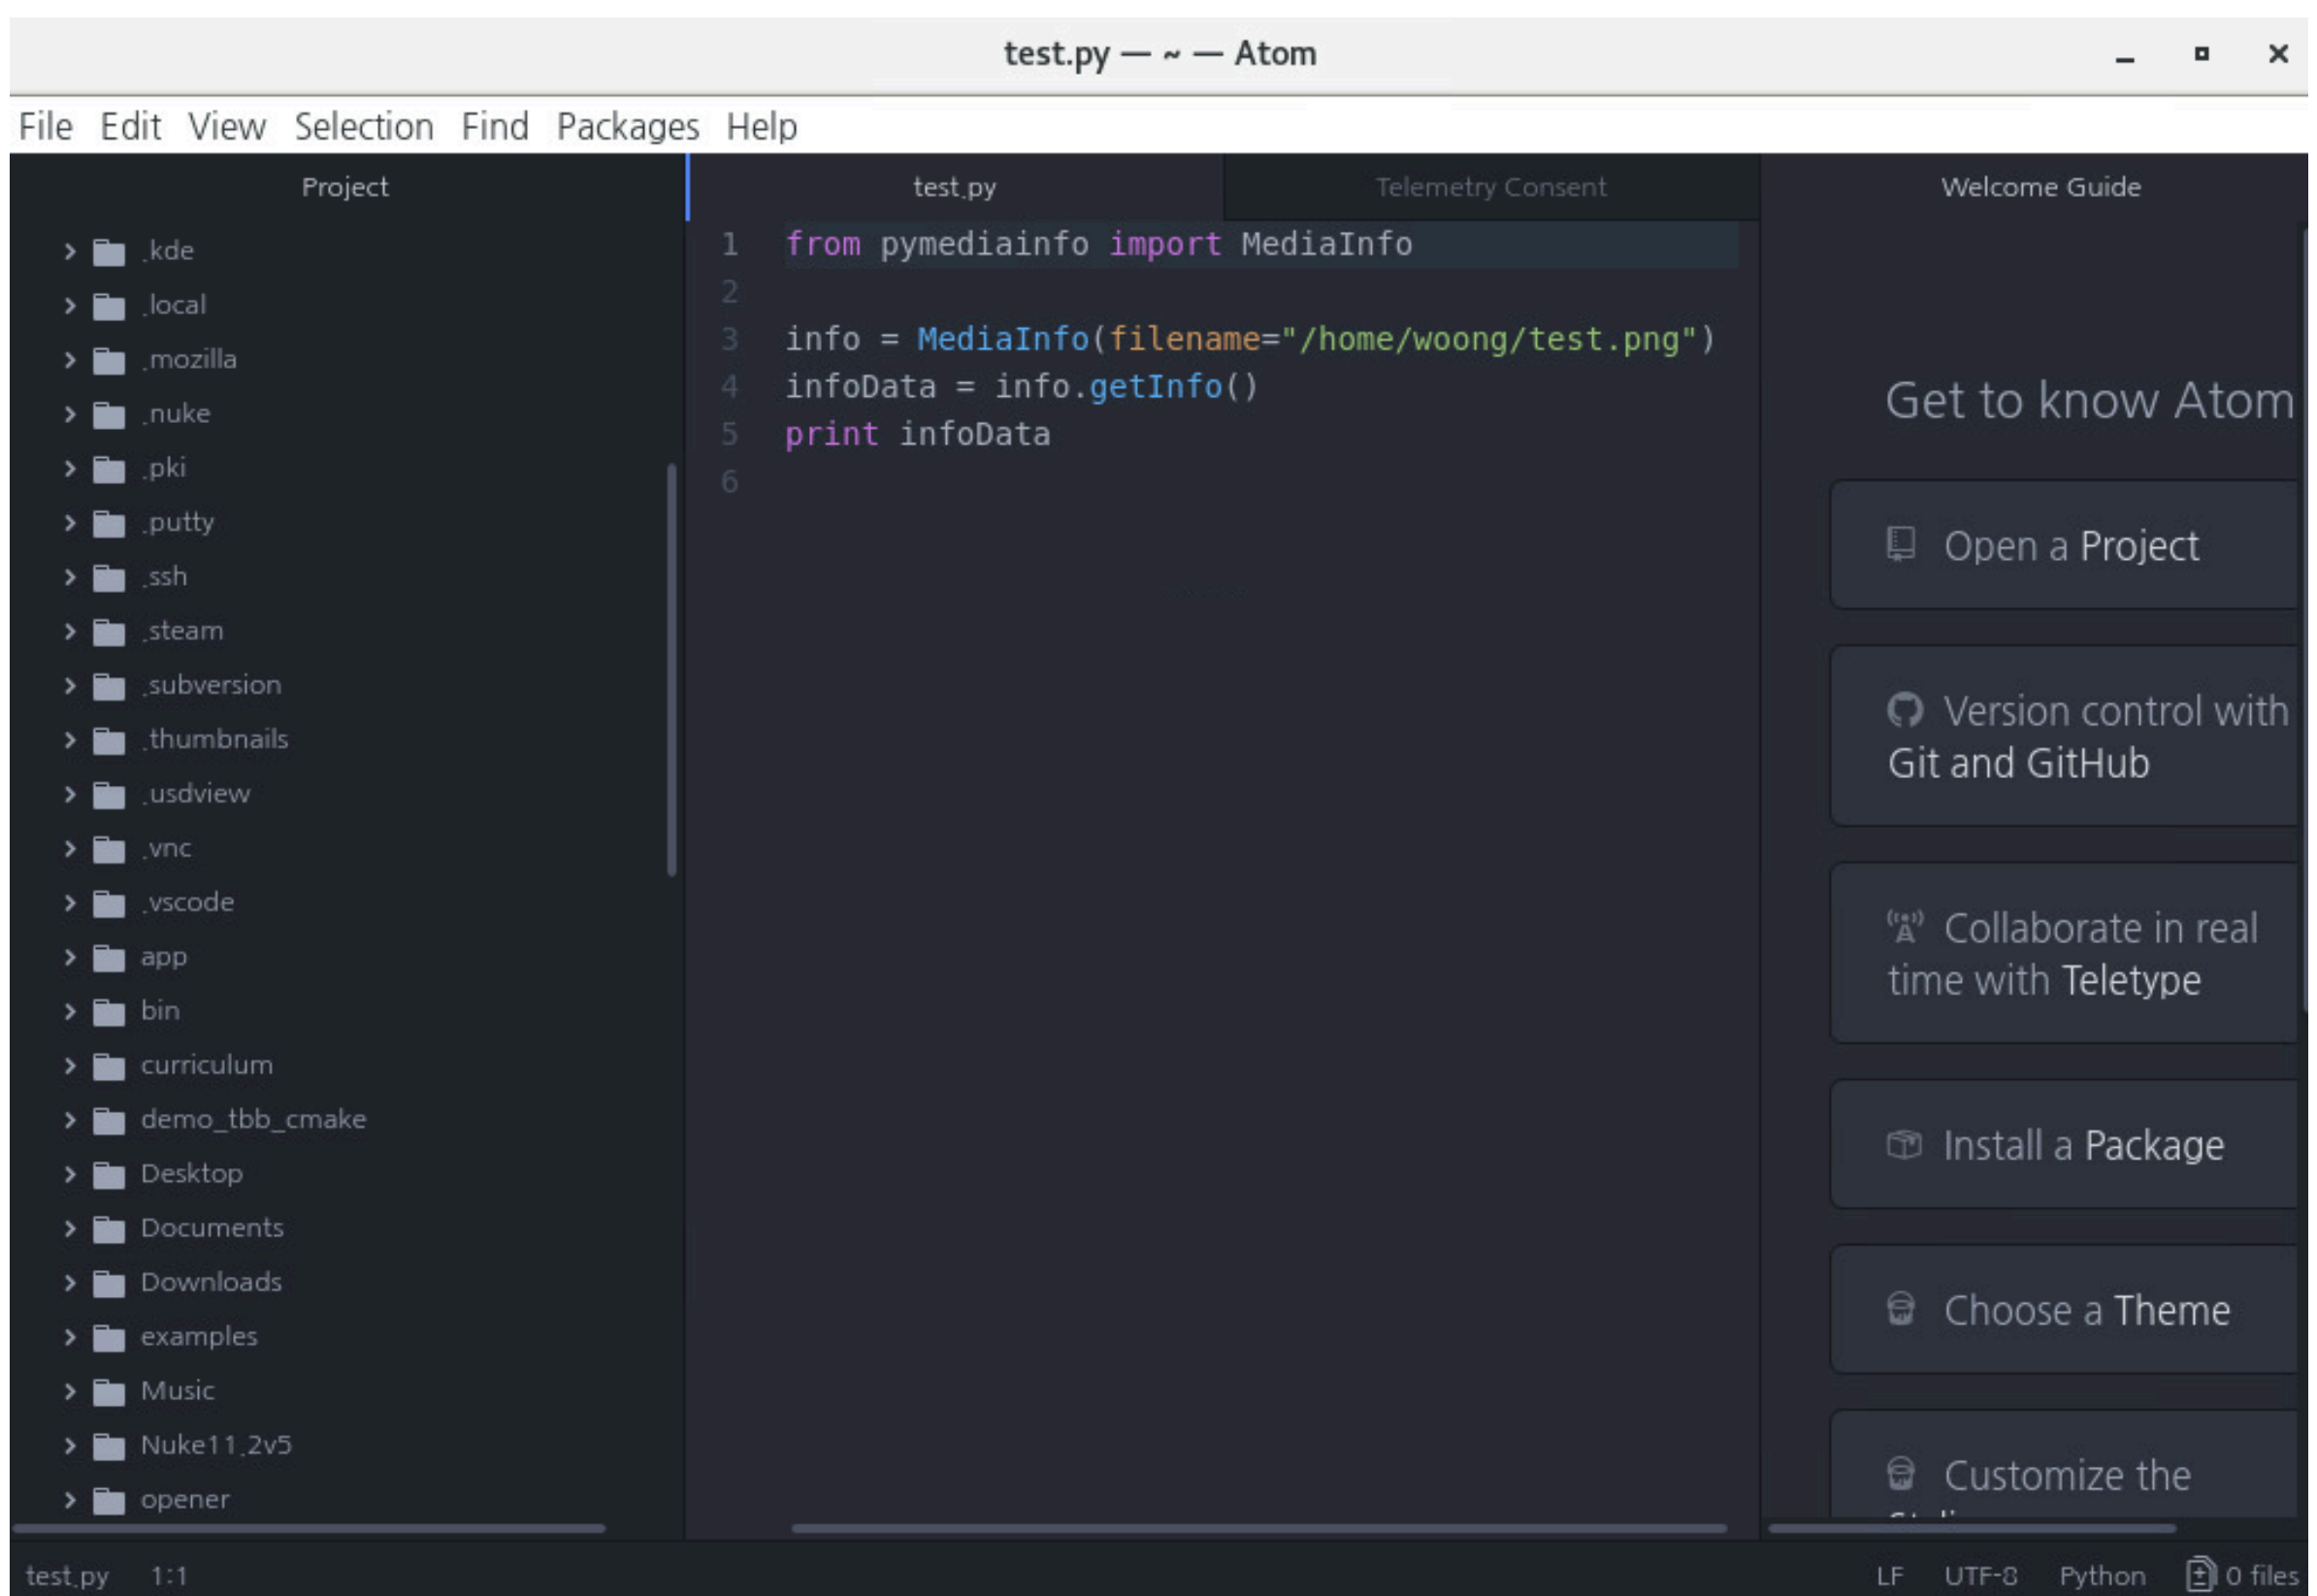 test.py — ~ — Atom
File Edit View Selection Find Packages Help
Project
.kde
.local
.mozilla
.nuke
.pki
.putty
.ssh
.steam
.subversion
.thumbnails
.usdview
.vnc
.vscode
app
bin
curriculum
demo_tbb_cmake
Desktop
Documents
Downloads
examples
Music
Nuke11.2v5
opener
test.py Telemetry Consent
1 from pymediainfo import MediaInfo
2
3 info = MediaInfo(filename="/home/woong/test.png")
4 infoData = info.getInfo()
5 print infoData
6
Welcome Guide
Get to know Atom
Open a Project
Version control with
Git and GitHub
Collaborate in real
time with Teletype
Install a Package
Choose a Theme
Customize the
test.py 1:1 LF UTF-8 Python 0 files